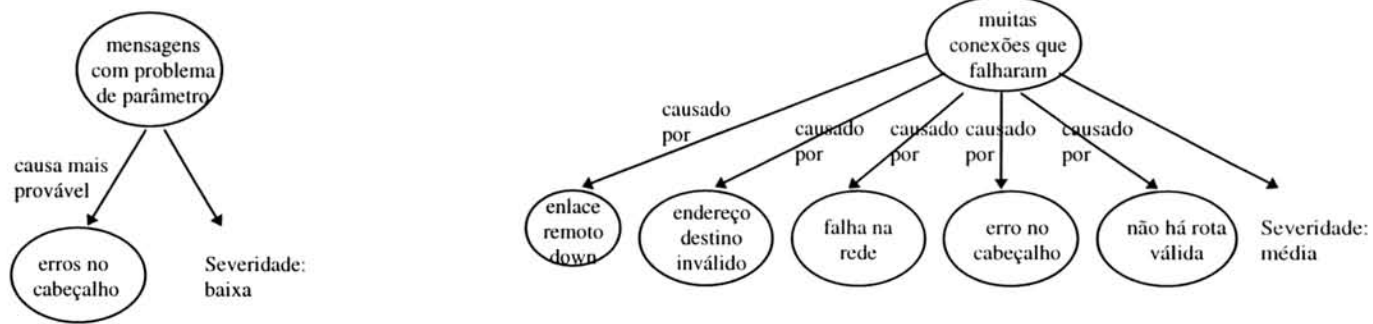 mensagens
com problema
de parâmetro
causa mais
provável
erros no
cabeçalho
Severidade:
baixa
muitas
conexões que
falharam
causado
por
causado
por
causado
por
causado
por
causado
por
enlace
remoto
down
endereço
destino
inválido
falha na
rede
erro no
cabeçalho
não há rota
válida
Severidade:
média